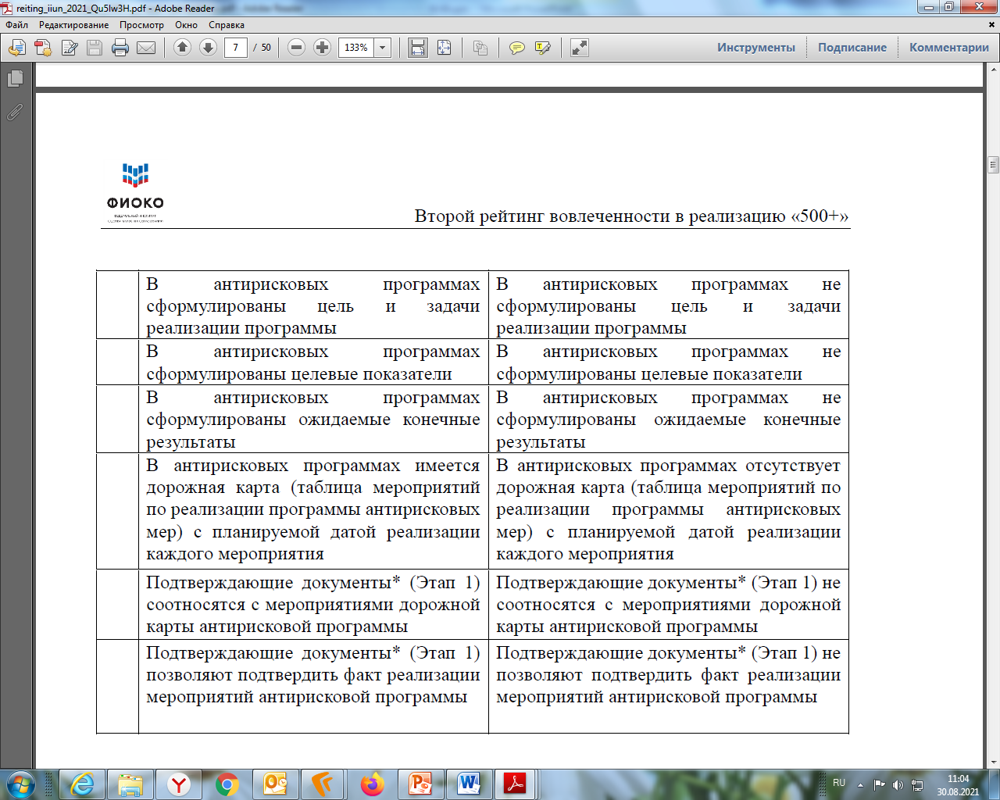 reiting_iiun_2021_Qu5lw3H.pdf - Adobe Reader
Файл Редактирование Просмотр Окно Справка
7 / 50 133% Инструменты Подписание Комментарии
ФИОКО
Второй рейтинг вовлеченности в реализацию «500+»
В антирисковых программах
сформулированы цель и задачи
реализации программы
В антирисковых программах не
сформулированы цель и задачи
реализации программы
В антирисковых программах
сформулированы целевые показатели
В антирисковых программах не
сформулированы целевые показатели
В антирисковых программах
сформулированы ожидаемые конечные
результаты
В антирисковых программах не
сформулированы ожидаемые конечные
результаты
В антирисковых программах имеется
дорожная карта (таблица мероприятий
по реализации программы антирисковых
мер) с планируемой датой реализации
каждого мероприятия
В антирисковых программах отсутствует
дорожная карта (таблица мероприятий по
реализации программы антирисковых
мер) с планируемой датой реализации
каждого мероприятия
Подтверждающие документы* (Этап 1)
соотносятся с мероприятиями дорожной
карты антирисковой программы
Подтверждающие документы* (Этап 1) не
соотносятся с мероприятиями дорожной
карты антирисковой программы
Подтверждающие документы* (Этап 1)
позволяют подтвердить факт реализации
мероприятий антирисковой программы
Подтверждающие документы* (Этап 1) не
позволяют подтвердить факт реализации
мероприятий антирисковой программы
RU
11:04
30.08.2021